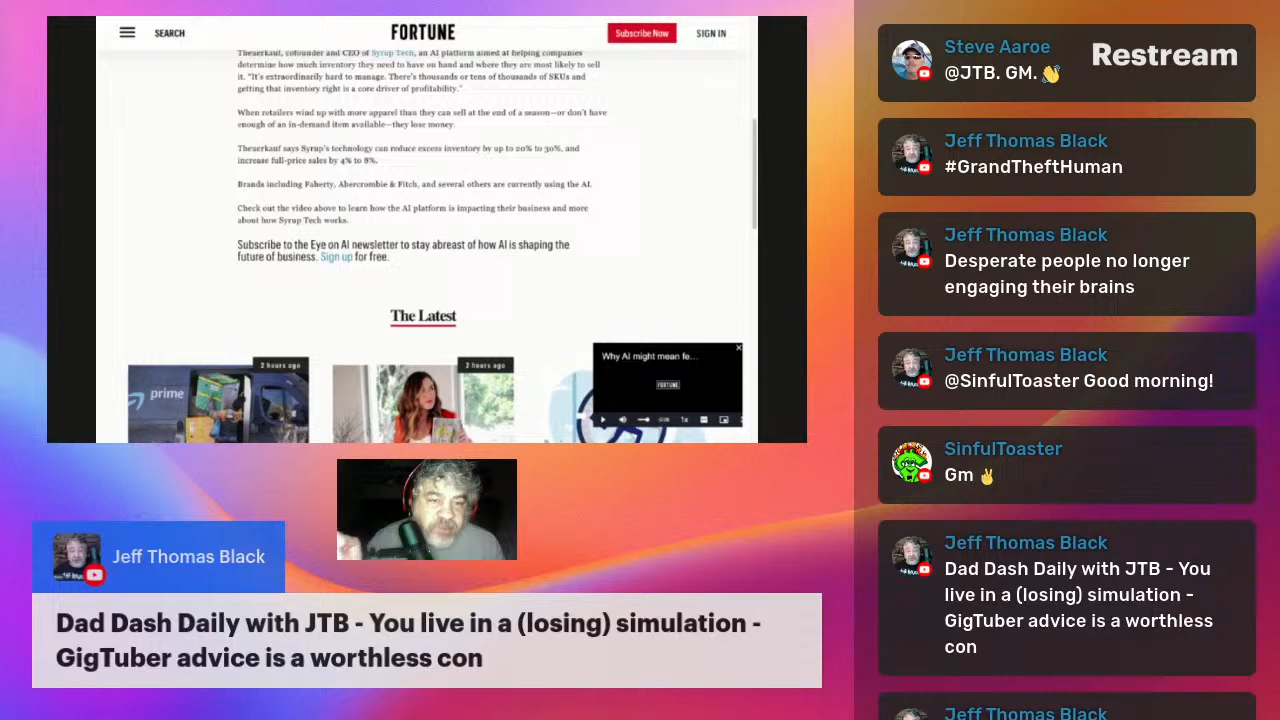 SEARCH
FORTUNE
Subscribe Now
SIGN IN
Theuerkauf, cofounder and CEO of Syrup Tech, an AI platform aimed at helping companies
determine how much inventory they need to have on hand and where they are most likely to sell
it. "It's extraordinarily hard to manage. There's thousands or tens of thousands of SKUs and
getting that inventory right is a core driver of profitability."
When retailers wind up with more apparel than they can sell at the end of a season—or don't have
enough of an in-demand item available—they lose money.
Theuerkauf says Syrup's technology can reduce excess inventory by up to 20% to 30%, and
increase full-price sales by 4% to 8%.
Brands including Faherty, Abercrombie & Fitch, and several others are currently using the AI.
Check out the video above to learn how the AI platform is impacting their business and more
about how Syrup Tech works.
Subscribe to the Eye on AI newsletter to stay abreast of how AI is shaping the
future of business. Sign up for free.
The Latest
2 hours ago
2 hours ago
prime
Why AI might mean fe...
FORTUNE
1x
Jeff Thomas Black
Dad Dash Daily with JTB - You live in a (losing) simulation -
GigTuber advice is a worthless con
Restream
Steve Aaroe
@JTB. GM. 👋
Jeff Thomas Black
#GrandTheftHuman
Jeff Thomas Black
Desperate people no longer
engaging their brains
Jeff Thomas Black
@SinfulToaster Good morning!
SinfulToaster
Gm ✌
Jeff Thomas Black
Dad Dash Daily with JTB - You
live in a (losing) simulation -
GigTuber advice is a worthless
con
Jeff Thomas Black